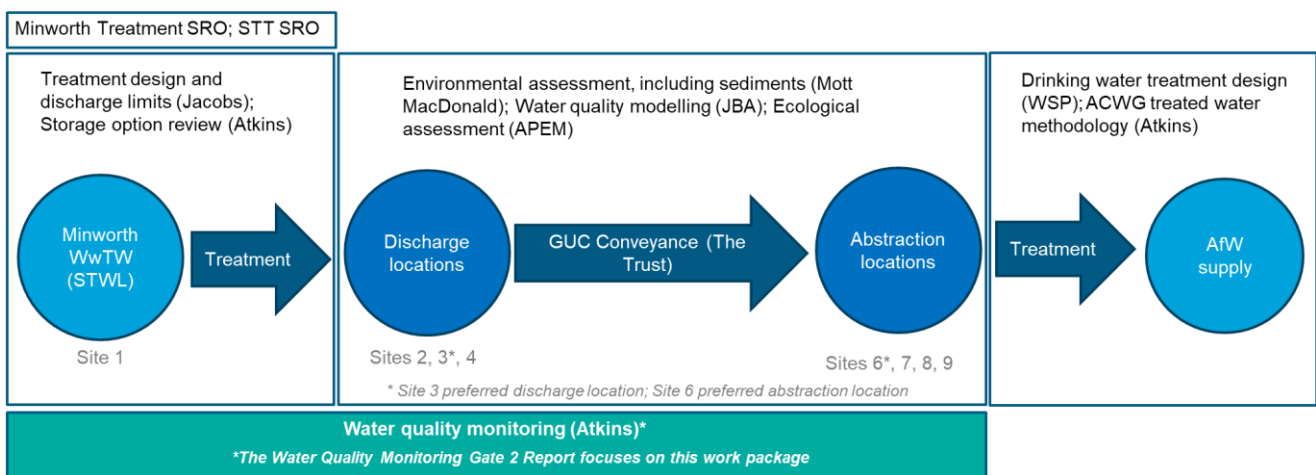 Minworth Treatment SRO; STT SRO
Treatment design and
discharge limits (Jacobs);
Storage option review (Atkins)
Environmental assessment, including sediments (Mott
MacDonald); Water quality modelling (JBA); Ecological
assessment (APEM)
Drinking water treatment design
(WSP); ACWG treated water
methodology (Atkins)
Minworth
WwTW
(STWL)
Treatment
Discharge
locations
GUC Conveyance (The
Trust)
Abstraction
locations
Treatment
AfW
supply
Site 1
Sites 2, 3*, 4
Sites 6*, 7, 8, 9
* Site 3 preferred discharge location; Site 6 preferred abstraction location
Water quality monitoring (Atkins)*
*The Water Quality Monitoring Gate 2 Report focuses on this work package